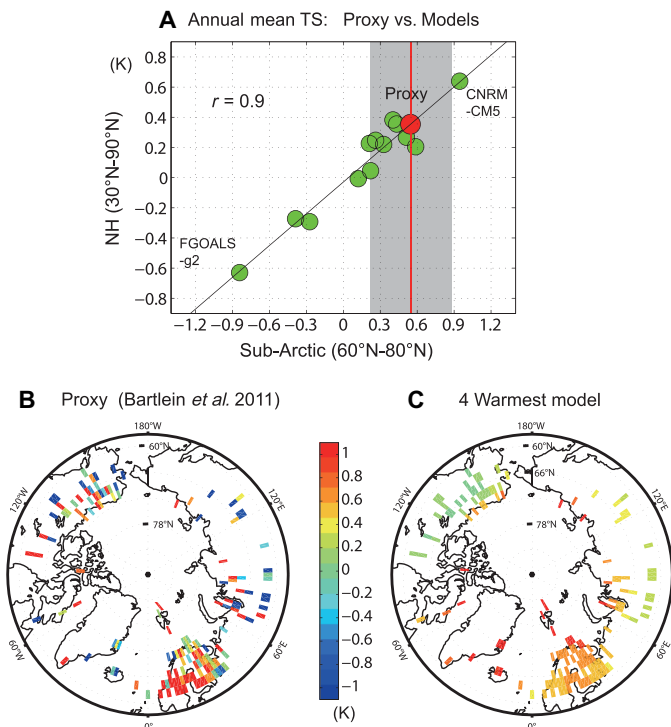 A Annual mean TS: Proxy vs. Models
(K)
0.8
0.6
0.4
0.2
0
−0.2
−0.4
−0.6
−0.8
NH (30°N-90°N)
r = 0.9
Proxy
CNRM
-CM5
FGOALS
-g2
−1.2 −0.9 −0.6 −0.3 0 0.3 0.6 0.9 1.2
Sub-Arctic (60°N-80°N)
B Proxy (Bartlein et al. 2011)
180°W
60°N
120°W
120°E
78°N
60°W
60°E
0°
1
0.8
0.6
0.4
0.2
0
−0.2
−0.4
−0.6
−0.8
−1
(K)
C 4 Warmest model
180°W
60°N
66°N
120°W
120°E
78°N
60°W
60°E
0°